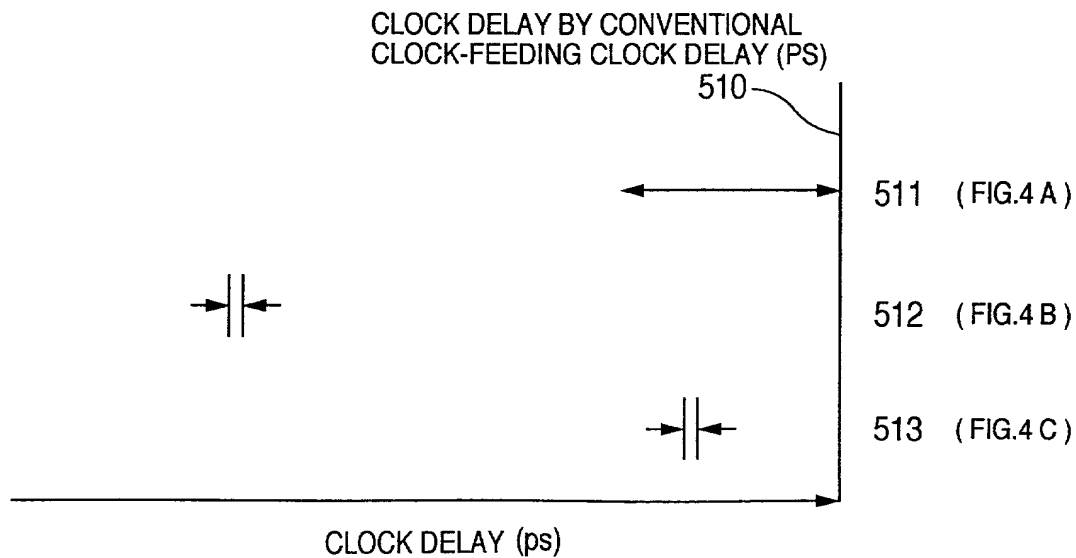 CLOCK DELAY BY CONVENTIONAL
CLOCK-FEEDING CLOCK DELAY (PS)
510
511 (FIG.4 A)
512 (FIG.4 B)
513 (FIG.4 C)
CLOCK DELAY (ps)